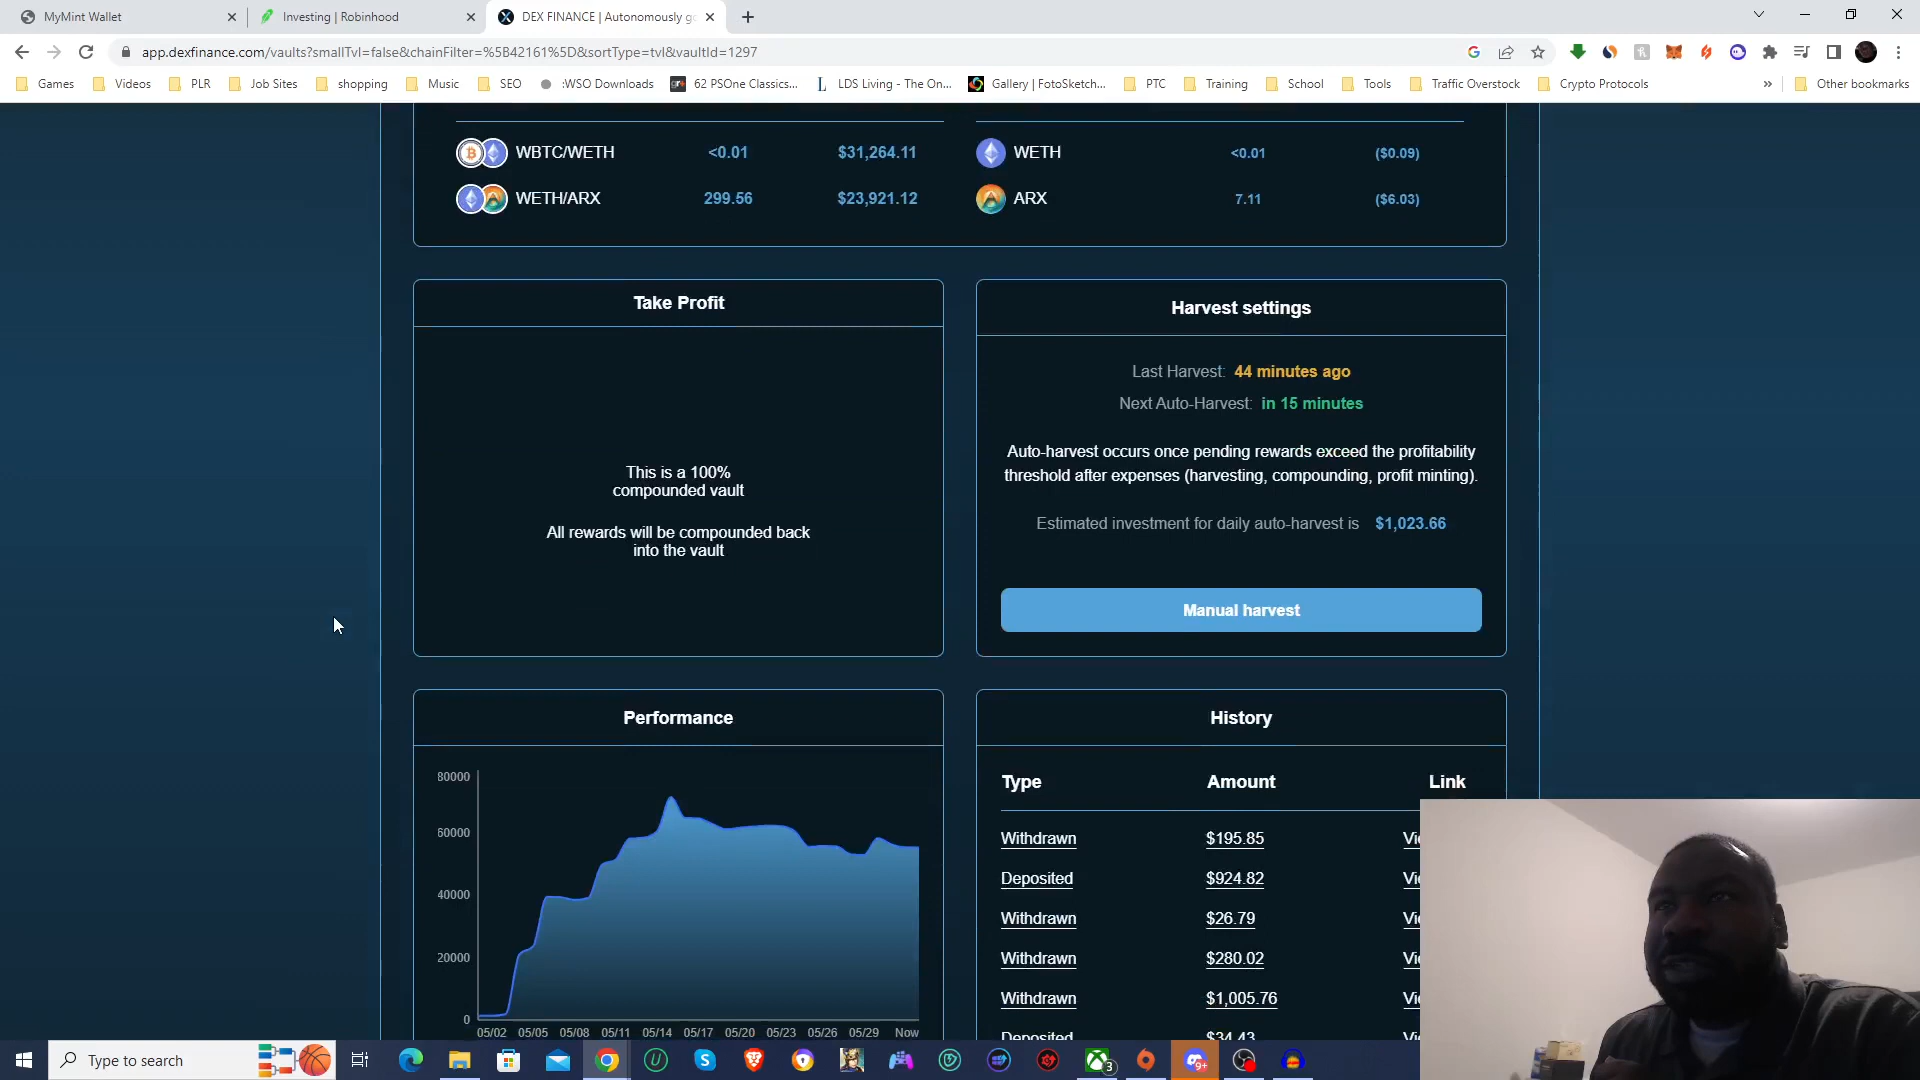 MyMint Wallet
Investing | Robinhood
DEX FINANCE | Autonomously go
app.dexfinance.com/vaults?smallTvl=false&chainFilter=%5B42161%5D&sortType=tvl&vaultId=1297
Games
Videos
PLR
Job Sites
shopping
Music
SEO
:WSO Downloads
62 PSOne Classics...
LDS Living - The On...
Gallery | FotoSketch...
PTC
Training
School
Tools
Traffic Overstock
Crypto Protocols
Other bookmarks
WBTC/WETH <0.01 $31,264.11
WETH/ARX 299.56 $23,921.12
WETH <0.01 ($0.09)
ARX 7.11 ($6.03)
Take Profit
This is a 100%
compounded vault
All rewards will be compounded back
into the vault
Harvest settings
Last Harvest: 44 minutes ago
Next Auto-Harvest: in 15 minutes
Auto-harvest occurs once pending rewards exceed the profitability
threshold after expenses (harvesting, compounding, profit minting).
Estimated investment for daily auto-harvest is $1,023.66
Manual harvest
Performance
80000
60000
40000
20000
0
05/02 05/05 05/08 05/11 05/14 05/17 05/20 05/23 05/26 05/29 Now
History
Type Amount Link
Withdrawn $195.85
Deposited $924.82
Withdrawn $26.79
Withdrawn $280.02
Withdrawn $1,005.76
Deposited $34.43
Type to search
3
9+